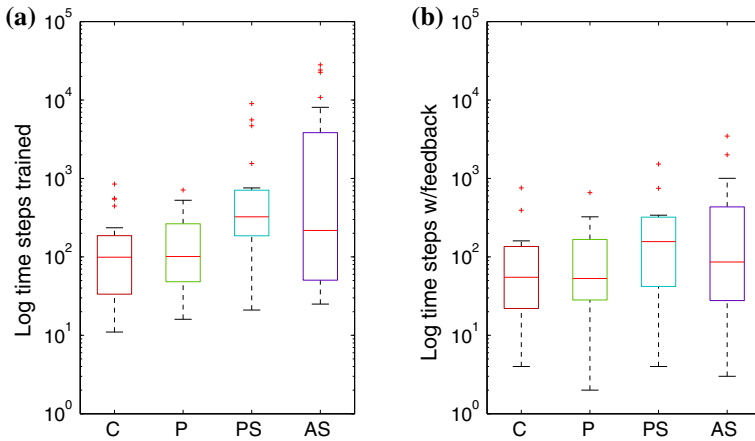 (a)
Log time steps trained
10^5
10^4
10^3
10^2
10^1
10^0
C P PS AS
(b)
Log time steps w/feedback
10^5
10^4
10^3
10^2
10^1
10^0
C P PS AS